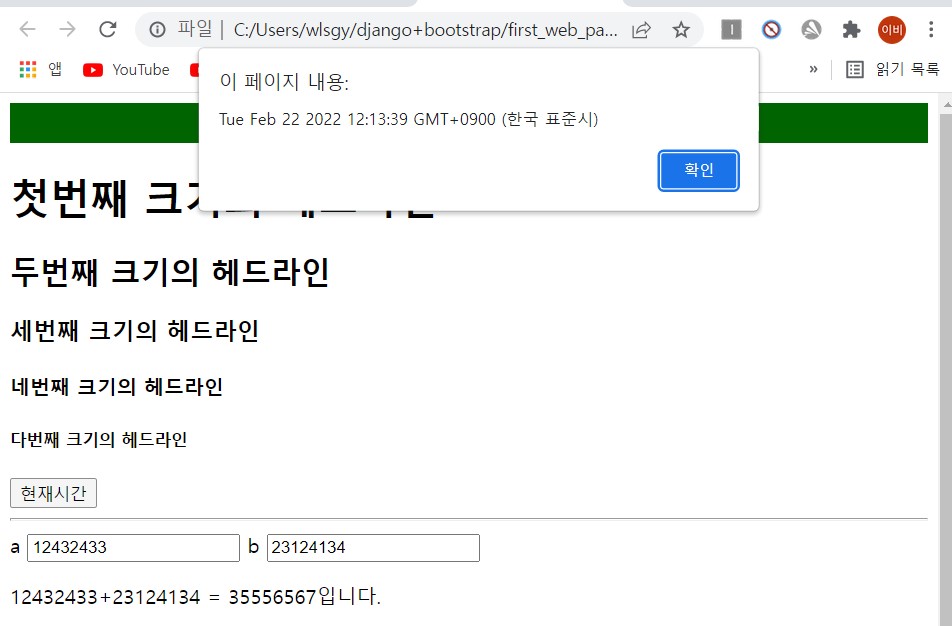 파일 | C:/Users/wlsgy/django+bootstrap/first_web_pa...
이비
앱 YouTube » 읽기 목록
이 페이지 내용:
Tue Feb 22 2022 12:13:39 GMT+0900 (한국 표준시)
확인
첫번째
두번째 크기의 헤드라인
세번째 크기의 헤드라인
네번째 크기의 헤드라인
다번째 크기의 헤드라인
현재시간
a 12432433 b 23124134
12432433+23124134 = 35556567입니다.